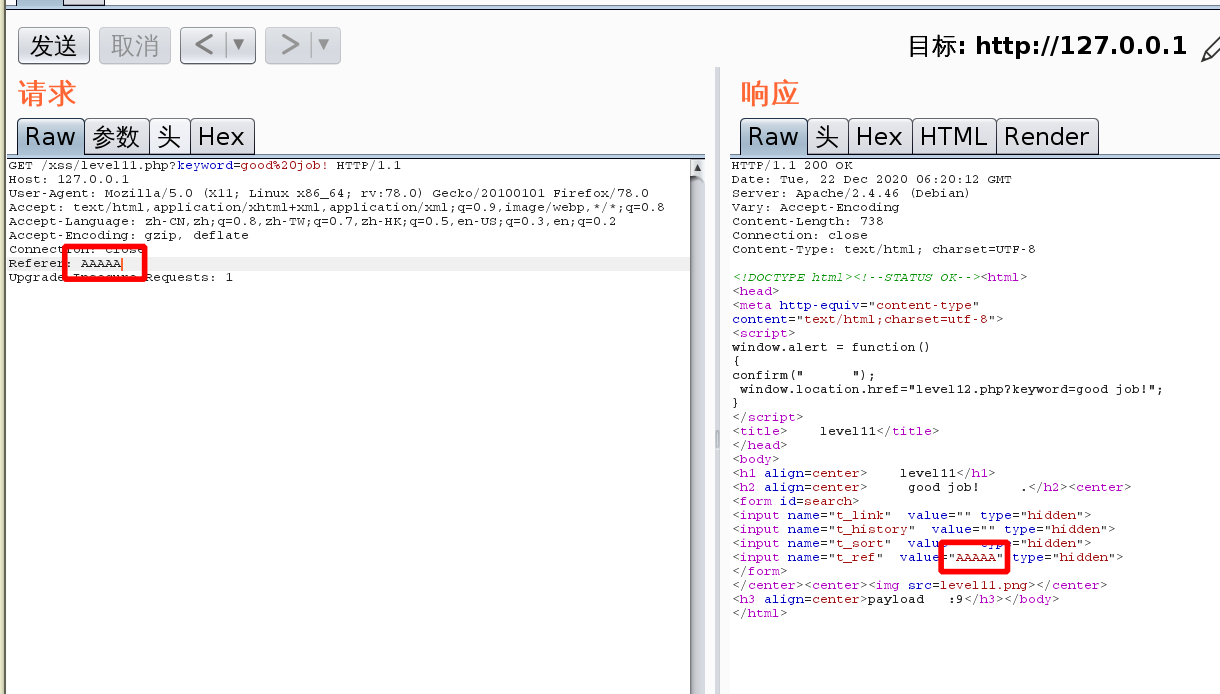 发送 取消 < ▼ > ▼ 目标: http://127.0.0.1
请求
Raw 参数 头 Hex
GET /xss/level11.php?keyword=good%20job! HTTP/1.1
Host: 127.0.0.1
User-Agent: Mozilla/5.0 (X11; Linux x86_64; rv:78.0) Gecko/20100101 Firefox/78.0
Accept: text/html,application/xhtml+xml,application/xml;q=0.9,image/webp,*/*;q=0.8
Accept-Language: zh-CN,zh;q=0.8,zh-TW;q=0.7,zh-HK;q=0.5,en-US;q=0.3,en;q=0.2
Accept-Encoding: gzip, deflate
Connection: close
Referer: AAAAA
Upgrade-Insecure-Requests: 1
响应
Raw 头 Hex HTML Render
HTTP/1.1 200 OK
Date: Tue, 22 Dec 2020 06:20:12 GMT
Server: Apache/2.4.46 (Debian)
Vary: Accept-Encoding
Content-Length: 738
Connection: close
Content-Type: text/html; charset=UTF-8
<!DOCTYPE html><!--STATUS OK--><html>
<head>
<meta http-equiv="content-type"
content="text/html;charset=utf-8">
<script>
window.alert = function()
{
confirm("      ");
window.location.href="level12.php?keyword=good job!";
}
</script>
<title>    level11</title>
</head>
<body>
<h1 align=center>    level11</h1>
<h2 align=center>     good job!     .</h2><center>
<form id=search>
<input name="t_link"  value="" type="hidden">
<input name="t_history"  value="" type="hidden">
<input name="t_sort"  valu type="hidden">
<input name="t_ref"  value="AAAAA" type="hidden">
</form>
</center><center><img src=level11.png></center>
<h3 align=center>payload   :9</h3></body>
</html>